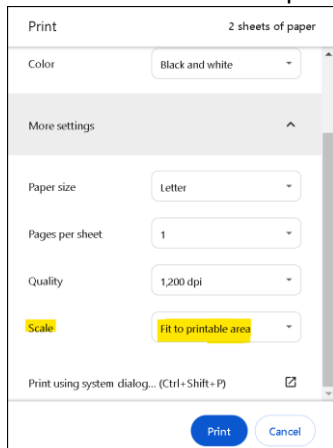 Print 2 sheets of paper
Color Black and white
More settings
Paper size Letter
Pages per sheet 1
Quality 1,200 dpi
Scale Fit to printable area
Print using system dialog... (Ctrl+Shift+P)
Print Cancel